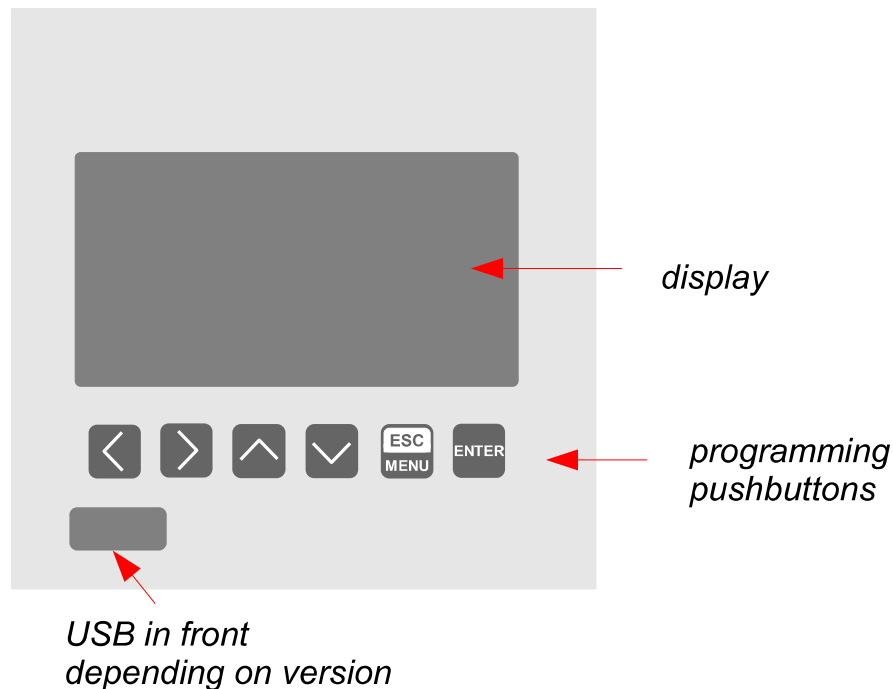 display
ESC
MENU
ENTER
programming
pushbuttons
USB in front
depending on version